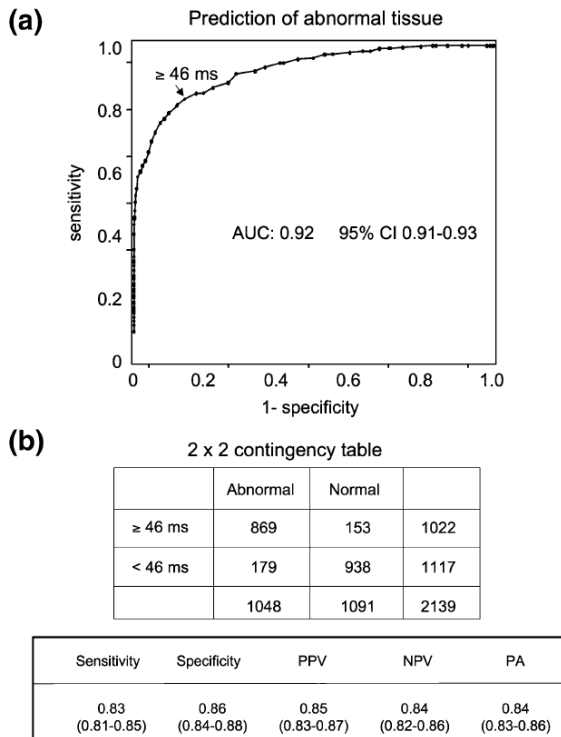 (a)
Prediction of abnormal tissue
1.0
0.8
0.6
0.4
0.2
0
sensitivity
≥ 46 ms
AUC: 0.92 95% CI 0.91-0.93
0 0.2 0.4 0.6 0.8 1.0
1- specificity
(b)
2 x 2 contingency table
Abnormal Normal
≥ 46 ms 869 153 1022
< 46 ms 179 938 1117
1048 1091 2139
Sensitivity Specificity PPV NPV PA
0.83 0.86 0.85 0.84 0.84
(0.81-0.85) (0.84-0.88) (0.83-0.87) (0.82-0.86) (0.83-0.86)